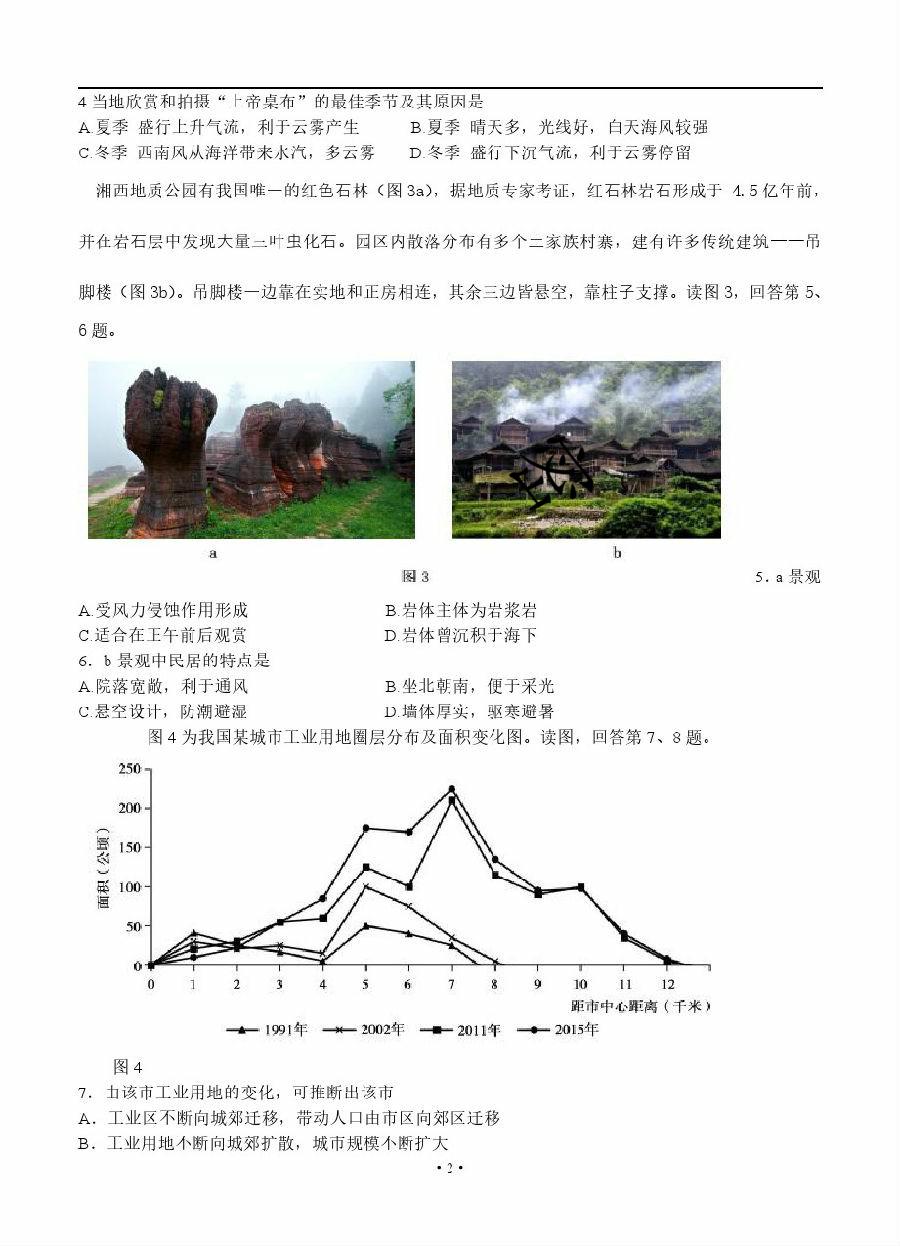 4当地欣赏和拍摄“上帝桌布”的最佳季节及其原因是
A.夏季 盛行上升气流，利于云雾产生 B.夏季 晴天多，光线好，白天海风较强
C.冬季 西南风从海洋带来水汽，多云雾 D.冬季 盛行下沉气流，利于云雾停留
湘西地质公园有我国唯一的红色石林（图3a），据地质专家考证，红石林岩石形成于 4.5亿年前，
并在岩石层中发现大量三叶虫化石。园区内散落分布有多个土家族村寨，建有许多传统建筑——吊
脚楼（图3b）。吊脚楼一边靠在实地和正房相连，其余三边皆悬空，靠柱子支撑。读图3，回答第5、
6题。
a b
图3 5．a景观
A.受风力侵蚀作用形成 B.岩体主体为岩浆岩
C.适合在正午前后观赏 D.岩体曾沉积于海下
6．b景观中民居的特点是
A.院落宽敞，利于通风 B.坐北朝南，便于采光
C.悬空设计，防潮避湿 D.墙体厚实，驱寒避暑
图4为我国某城市工业用地圈层分布及面积变化图。读图，回答第7、8题。
面积（公顷）
250
200
150
100
50
0
0 1 2 3 4 5 6 7 8 9 10 11 12
距市中心距离（千米）
1991年 2002年 2011年 2015年
图4
7．由该市工业用地的变化，可推断出该市
A．工业区不断向城郊迁移，带动人口由市区向郊区迁移
B．工业用地不断向城郊扩散，城市规模不断扩大
·2·